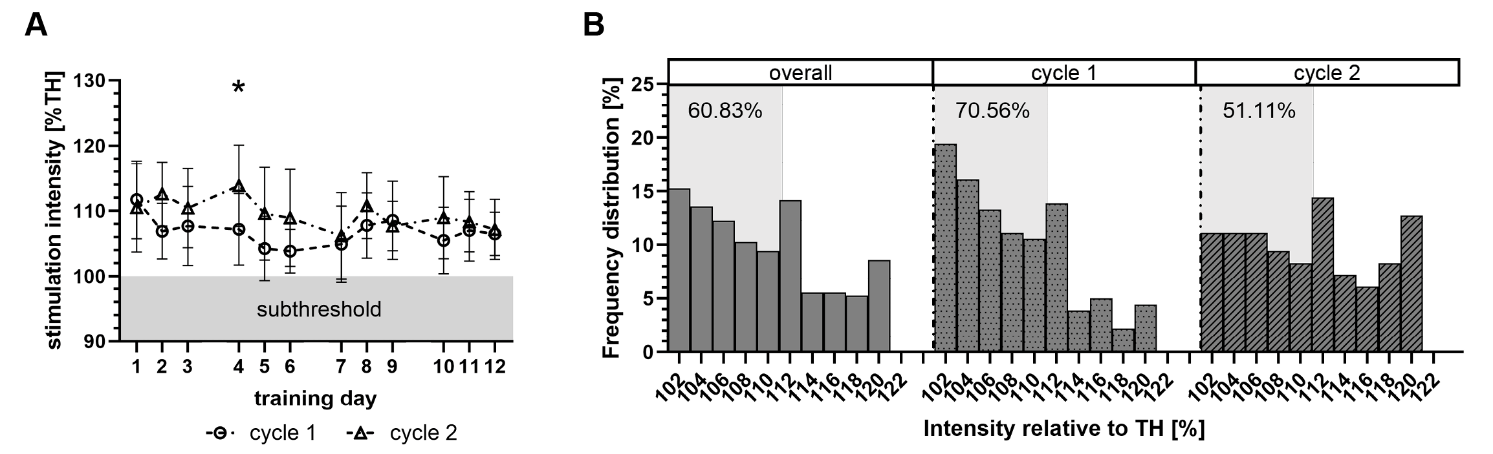 A
stimulation intensity [%TH]
130
120
110
100
90
*
subthreshold
1 2 3 4 5 6 7 8 9 10 11 12
training day
cycle 1 cycle 2
B
Frequency distribution [%]
overall cycle 1 cycle 2
25
20
15
10
5
0
60.83% 70.56% 51.11%
102 104 106 108 110 112 114 116 118 120 122 102 104 106 108 110 112 114 116 118 120 122 102 104 106 108 110 112 114 116 118 120 122
Intensity relative to TH [%]